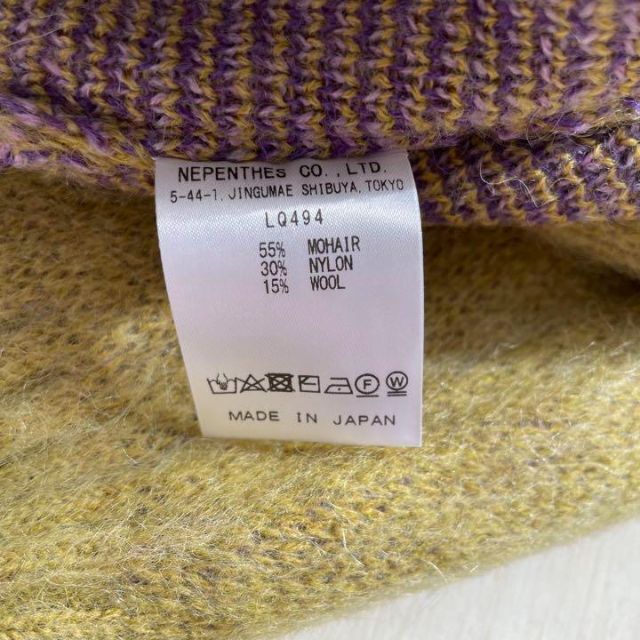 NEPENTHES CO., LTD.
5-44-1, JINGUMAE SHIBUYA, TOKYO
LQ494
55% MOHAIR
30% NYLON
15% WOOL
F W
MADE IN JAPAN